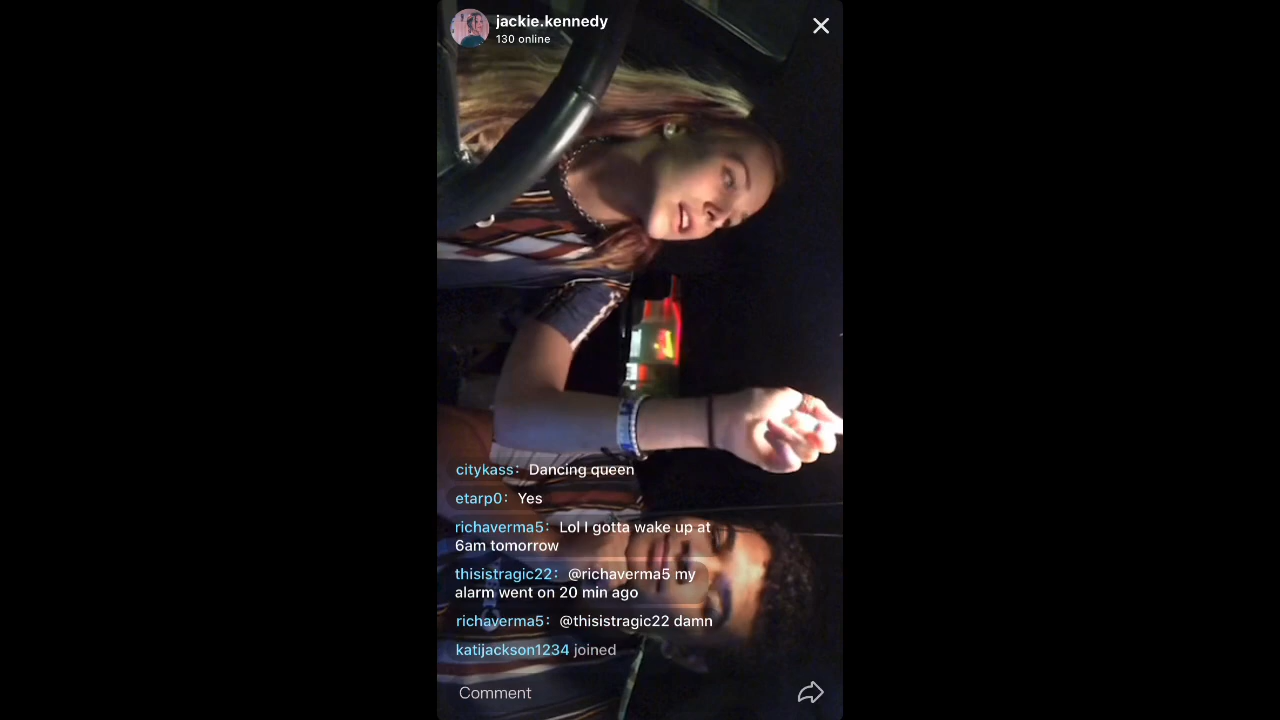 jackie.kennedy
130 online
citykass: Dancing queen
etarp0: Yes
richaverma5: Lol I gotta wake up at
6am tomorrow
thisistragic22: @richaverma5 my
alarm went on 20 min ago
richaverma5: @thisistragic22 damn
katijackson1234 joined
Comment